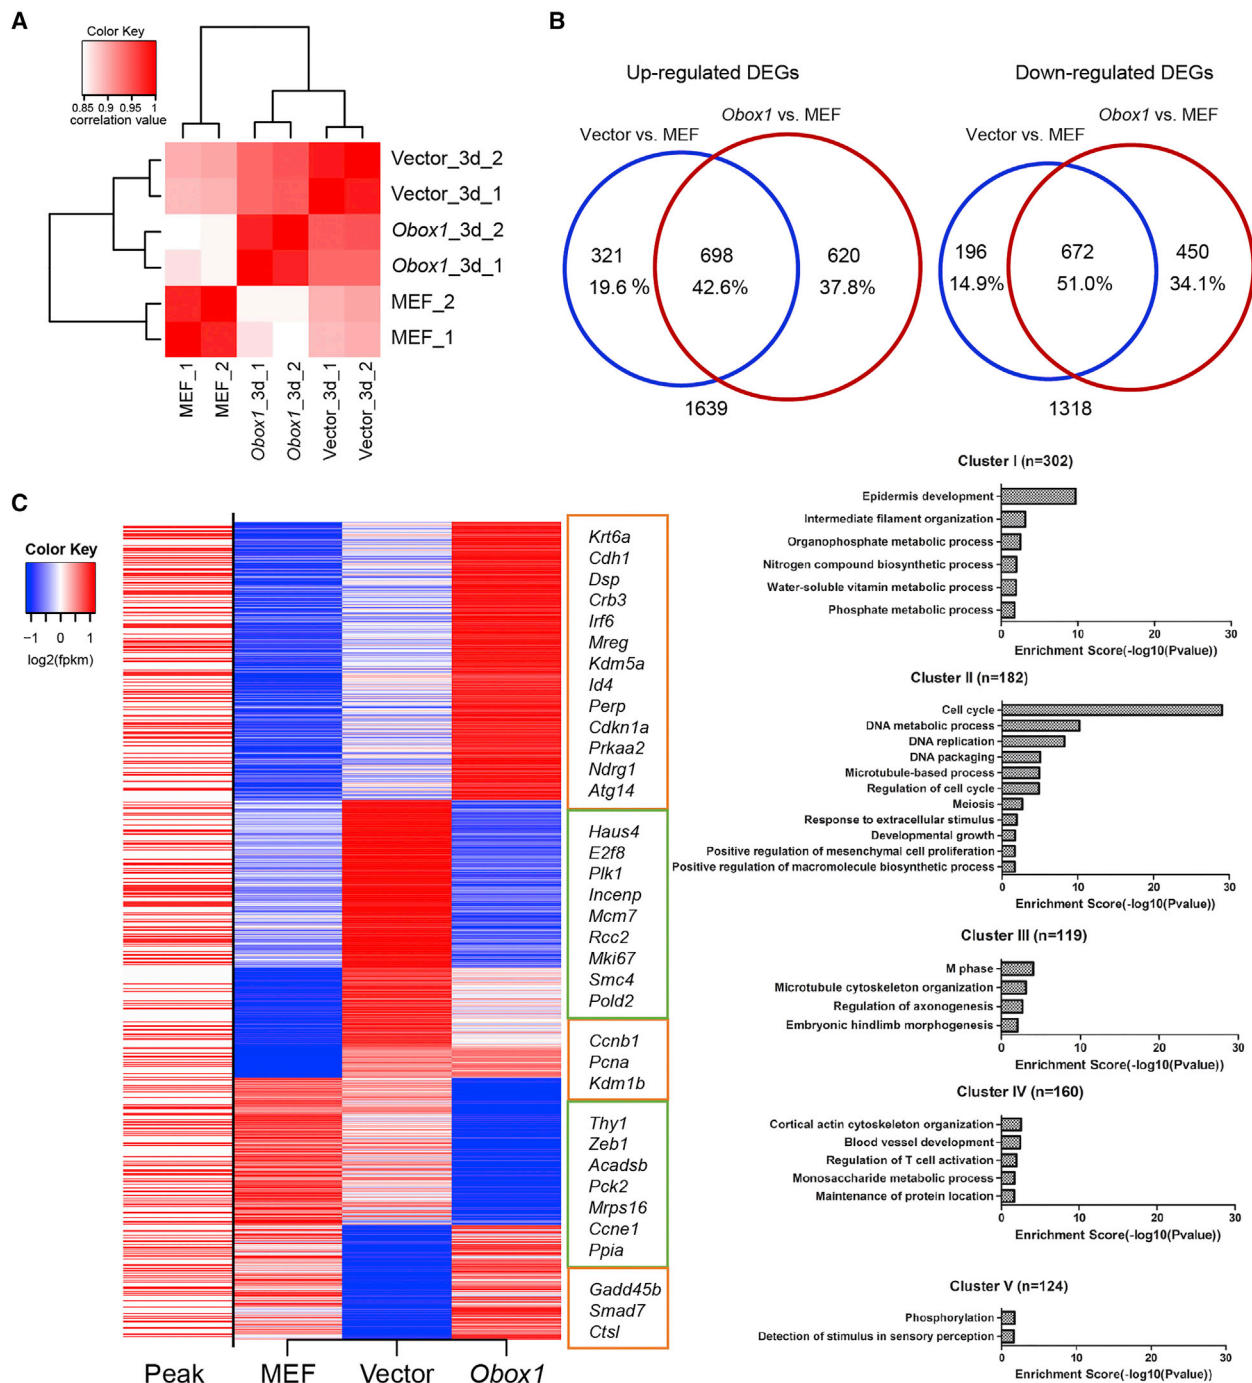 A
Color Key
0.85 0.9 0.95 1
correlation value
Vector_3d_2
Vector_3d_1
Obox1_3d_2
Obox1_3d_1
MEF_2
MEF_1
MEF_1
MEF_2
Obox1_3d_1
Obox1_3d_2
Vector_3d_1
Vector_3d_2
B
Up-regulated DEGs
Vector vs. MEF
Obox1 vs. MEF
321
19.6 %
698
42.6%
620
37.8%
1639
Down-regulated DEGs
Vector vs. MEF
Obox1 vs. MEF
196
14.9%
672
51.0%
450
34.1%
1318
C
Color Key
−1 0 1
log2(fpkm)
Peak
MEF
Vector
Obox1
Krt6a
Cdh1
Dsp
Crb3
Irf6
Mreg
Kdm5a
Id4
Perp
Cdkn1a
Prkaa2
Ndrg1
Atg14
Haus4
E2f8
Plk1
Incenp
Mcm7
Rcc2
Mki67
Smc4
Pold2
Ccnb1
Pcna
Kdm1b
Thy1
Zeb1
Acadsb
Pck2
Mrps16
Ccne1
Ppia
Gadd45b
Smad7
Ctsl
Cluster I (n=302)
Epidermis development
Intermediate filament organization
Organophosphate metabolic process
Nitrogen compound biosynthetic process
Water-soluble vitamin metabolic process
Phosphate metabolic process
0 10 20 30
Enrichment Score(-log10(Pvalue))
Cluster II (n=182)
Cell cycle
DNA metabolic process
DNA replication
DNA packaging
Microtubule-based process
Regulation of cell cycle
Meiosis
Response to extracellular stimulus
Developmental growth
Positive regulation of mesenchymal cell proliferation
Positive regulation of macromolecule biosynthetic process
0 10 20 30
Enrichment Score(-log10(Pvalue))
Cluster III (n=119)
M phase
Microtubule cytoskeleton organization
Regulation of axonogenesis
Embryonic hindlimb morphogenesis
0 10 20 30
Enrichment Score(-log10(Pvalue))
Cluster IV (n=160)
Cortical actin cytoskeleton organization
Blood vessel development
Regulation of T cell activation
Monosaccharide metabolic process
Maintenance of protein location
0 10 20 30
Enrichment Score(-log10(Pvalue))
Cluster V (n=124)
Phosphorylation
Detection of stimulus in sensory perception
0 10 20 30
Enrichment Score(-log10(Pvalue))